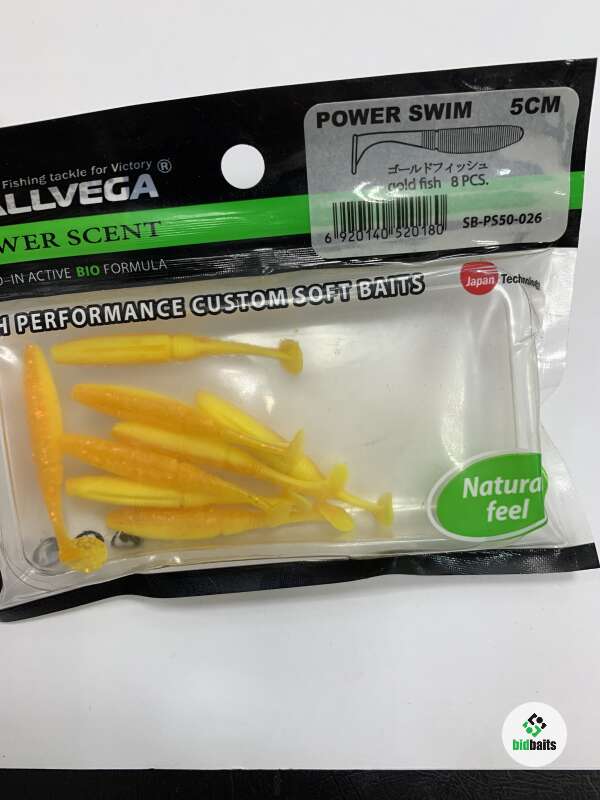 POWER SWIM 5CM
ゴールドフィッシュ
gold fish 8 PCS.
6 920140 520180
SB-PS50-026
Fishing tackle for Victory ®
ALLVEGA
WER SCENT
-IN ACTIVE BIO FORMULA
H PERFORMANCE CUSTOM SOFT BAITS
Japan Technology
Natura
feel
bidbaits